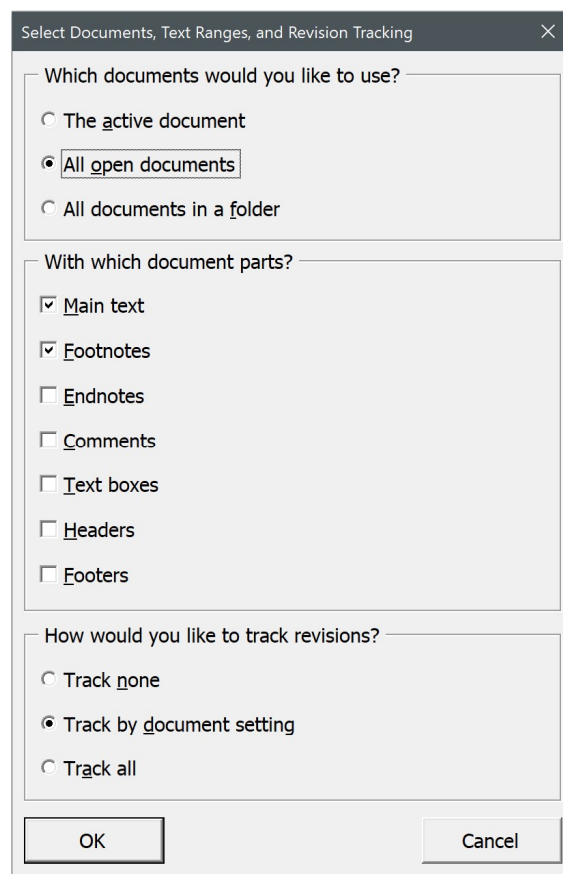 Select Documents, Text Ranges, and Revision Tracking
Which documents would you like to use?
The active document
All open documents
All documents in a folder
With which document parts?
Main text
Footnotes
Endnotes
Comments
Text boxes
Headers
Footers
How would you like to track revisions?
Track none
Track by document setting
Track all
OK
Cancel